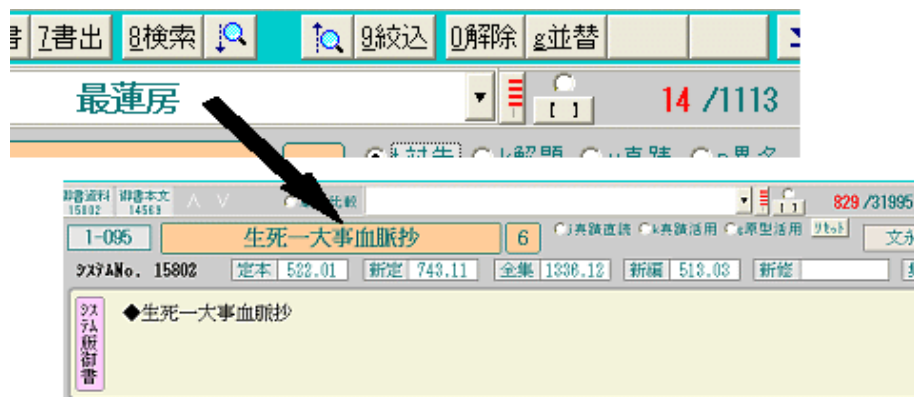 書 7書出 8検索 9絞込 0解除 g並替
最蓮房 [ ] 14 /1113
御書資料 御書本文 比較 829 /31995
15802 14569
1-095 生死一大事血脈抄 6 j真蹟直読 k真蹟活用 g原型活用 リセット 文永
システムNo. 15802 定本 522.01 新定 743.11 全集 1336.12 新編 513.03 新修
システム版御書
◆生死一大事血脈抄